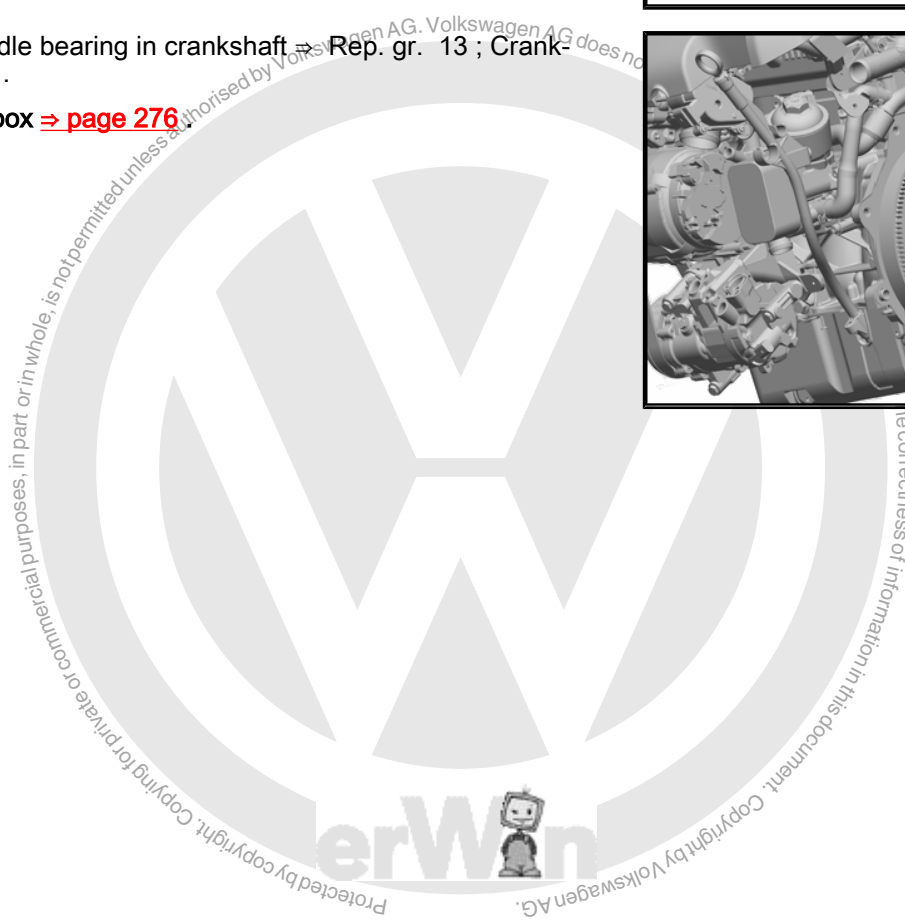 dle bearing in crankshaft ⇒ Rep. gr. 13 ; Crank-
.
box ⇒ page 276 .
Protected by copyright. Copying for private or commercial purposes, in part or in whole, is not permitted unless authorised by Volkswagen AG. Volkswagen AG does no
e correctness of information in this document. Copyright by Volkswagen AG.
erWin